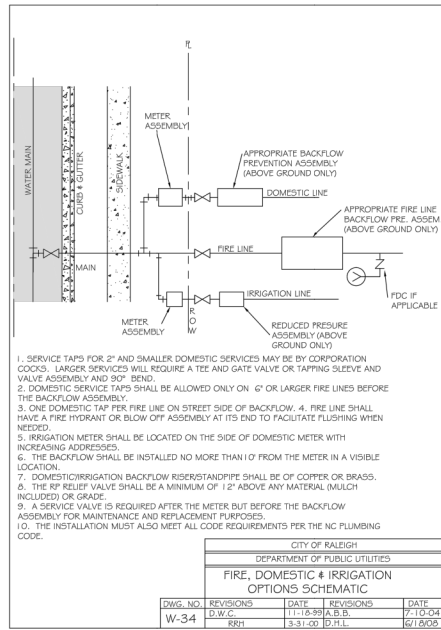 P L
METER
ASSEMBLY
WATER MAIN
CURB & GUTTER
SIDEWALK
APPROPRIATE BACKFLOW
PREVENTION ASSEMBLY
(ABOVE GROUND ONLY)
DOMESTIC LINE
APPROPRIATE FIRE LINE
BACKFLOW PRE. ASSEM
(ABOVE GROUND ONLY)
FIRE LINE
MAIN
IRRIGATION LINE
FDC IF
APPLICABLE
METER
ASSEMBLY
R
O
W
REDUCED PRESURE
ASSEMBLY (ABOVE
GROUND ONLY)
1. SERVICE TAPS FOR 2" AND SMALLER DOMESTIC SERVICES MAY BE BY CORPORATION
COCKS. LARGER SERVICES WILL REQUIRE A TEE AND GATE VALVE OR TAPPING SLEEVE AND
VALVE ASSEMBLY AND 90° BEND.
2. DOMESTIC SERVICE TAPS SHALL BE ALLOWED ONLY ON 6" OR LARGER FIRE LINES BEFORE
THE BACKFLOW ASSEMBLY.
3. ONE DOMESTIC TAP PER FIRE LINE ON STREET SIDE OF BACKFLOW. 4. FIRE LINE SHALL
HAVE A FIRE HYDRANT OR BLOW OFF ASSEMBLY AT ITS END TO FACILITATE FLUSHING WHEN
NEEDED.
5. IRRIGATION METER SHALL BE LOCATED ON THE SIDE OF DOMESTIC METER WITH
INCREASING ADDRESSES.
6. THE BACKFLOW SHALL BE INSTALLED NO MORE THAN 10' FROM THE METER IN A VISIBLE
LOCATION.
7. DOMESTIC/IRRIGATION BACKFLOW RISER/STANDPIPE SHALL BE OF COPPER OR BRASS.
8. THE RP RELIEF VALVE SHALL BE A MINIMUM OF 12" ABOVE ANY MATERIAL (MULCH
INCLUDED) OR GRADE.
9. A SERVICE VALVE IS REQUIRED AFTER THE METER BUT BEFORE THE BACKFLOW
ASSEMBLY FOR MAINTENANCE AND REPLACEMENT PURPOSES.
10. THE INSTALLATION MUST ALSO MEET ALL CODE REQUIREMENTS PER THE NC PLUMBING
CODE.
CITY OF RALEIGH
DEPARTMENT OF PUBLIC UTILITIES
FIRE, DOMESTIC & IRRIGATION
OPTIONS SCHEMATIC
DWG. NO. REVISIONS DATE REVISIONS DATE
W-34 D.W.C. 11-18-99 A.B.B. 7-10-04
RRH 3-31-00 D.H.L. 6/18/08